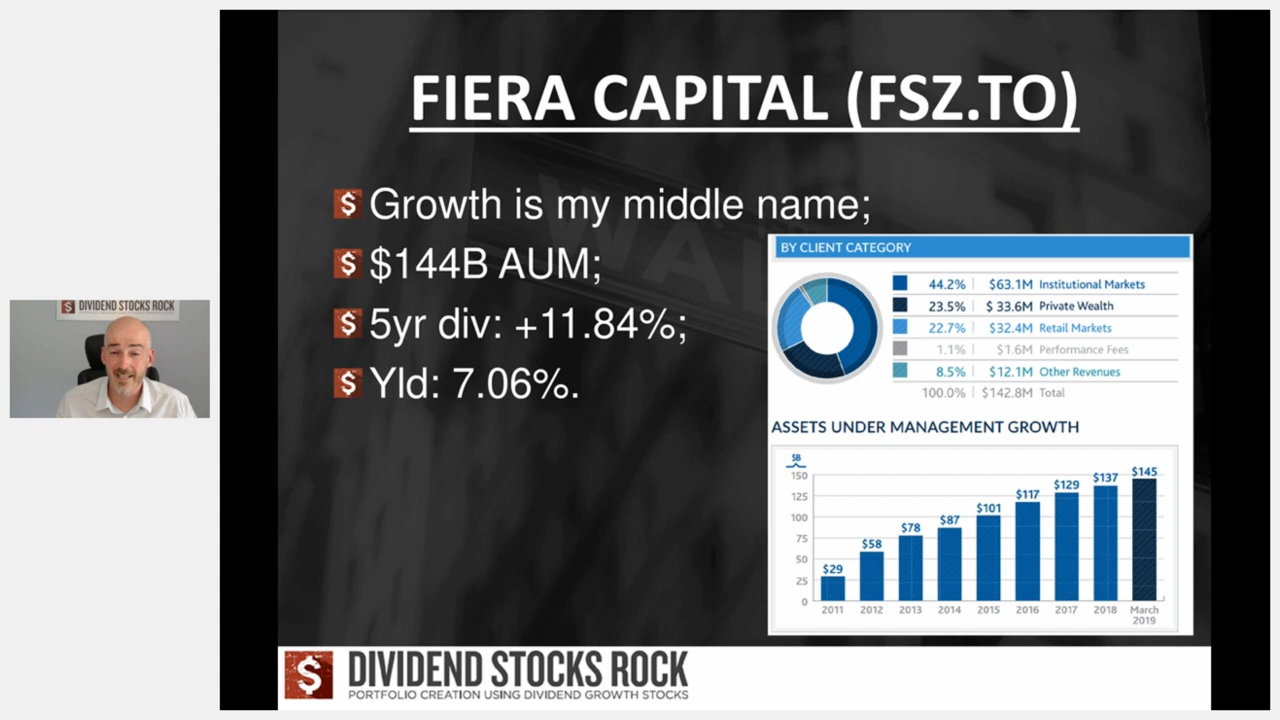 FIERA CAPITAL (FSZ.TO)
Growth is my middle name;
$144B AUM;
5yr div: +11.84%;
Yld: 7.06%.
BY CLIENT CATEGORY
44.2% $63.1M Institutional Markets
23.5% $ 33.6M Private Wealth
22.7% $32.4M Retail Markets
1.1% $1.6M Performance Fees
8.5% $12.1M Other Revenues
100.0% $142.8M Total
ASSETS UNDER MANAGEMENT GROWTH
$B
150
125
100
75
50
25
0
$29
$58
$78
$87
$101
$117
$129
$137
$145
2011 2012 2013 2014 2015 2016 2017 2018 March
2019
$ DIVIDEND STOCKS ROCK
PORTFOLIO CREATION USING DIVIDEND GROWTH STOCKS
$ DIVIDEND STOCKS ROCK
WA